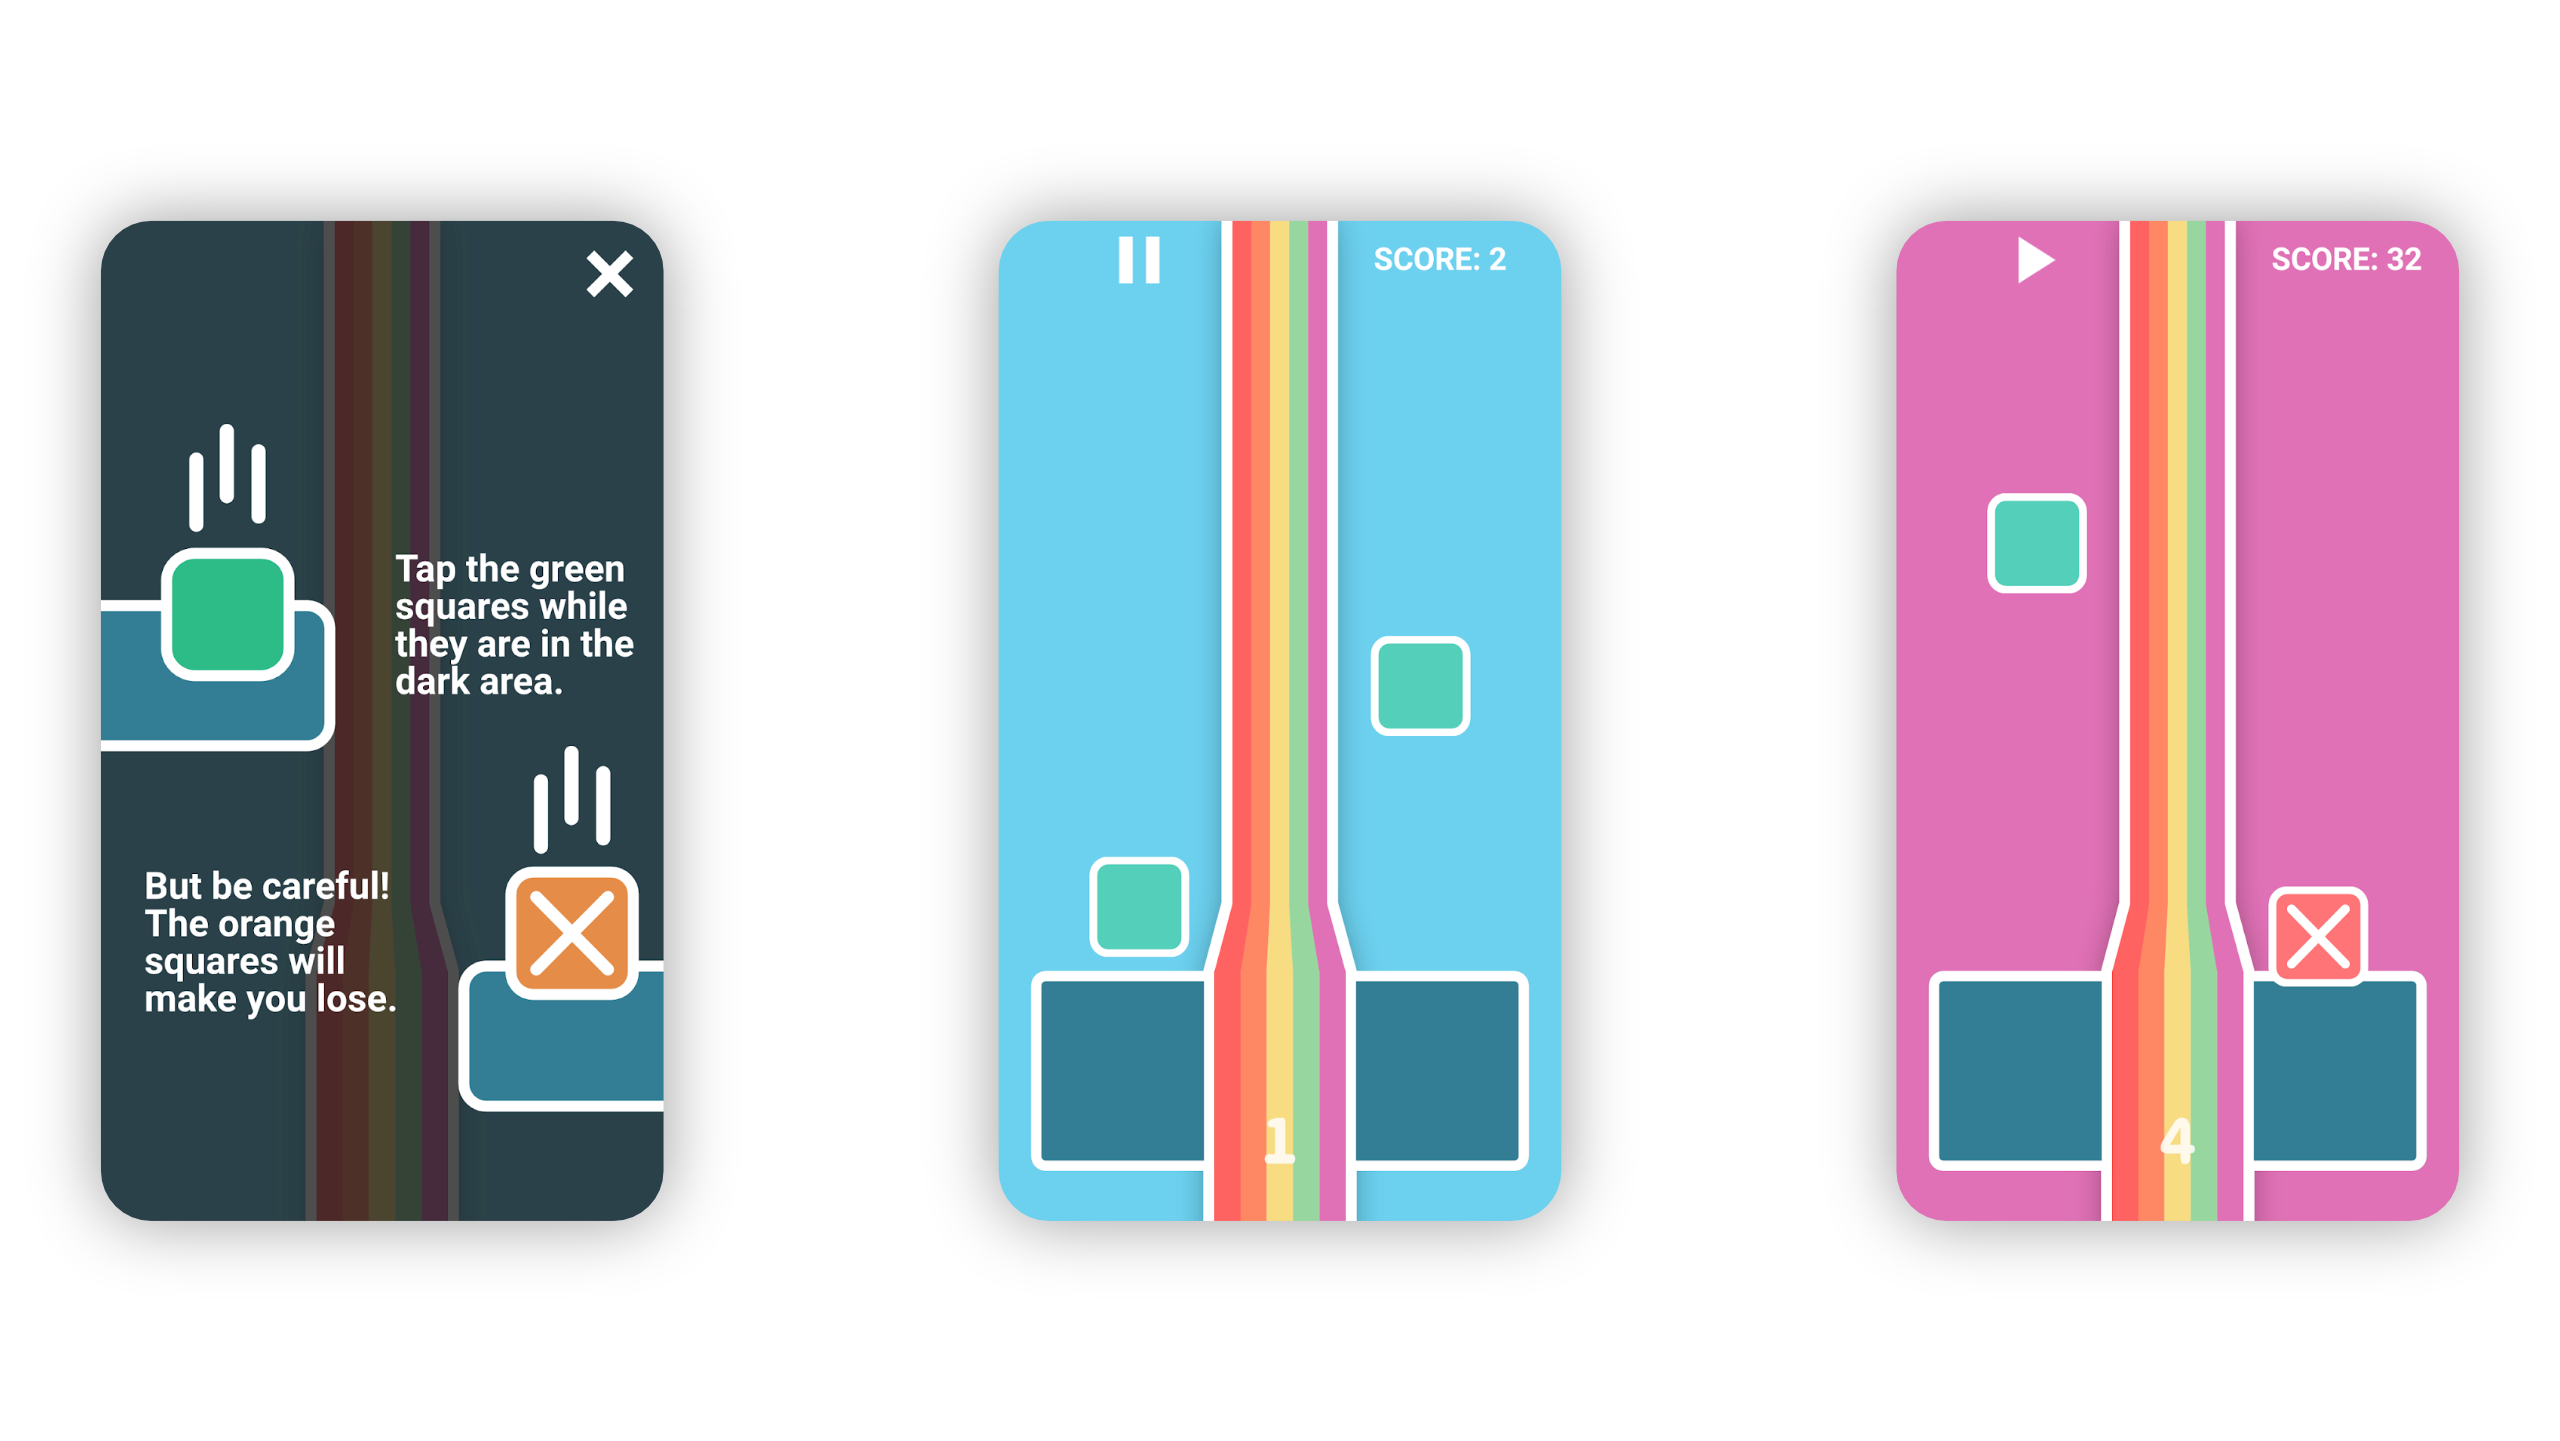 Tap the green
squares while
they are in the
dark area.
But be careful!
The orange
squares will
make you lose.
SCORE: 2
1
SCORE: 32
4